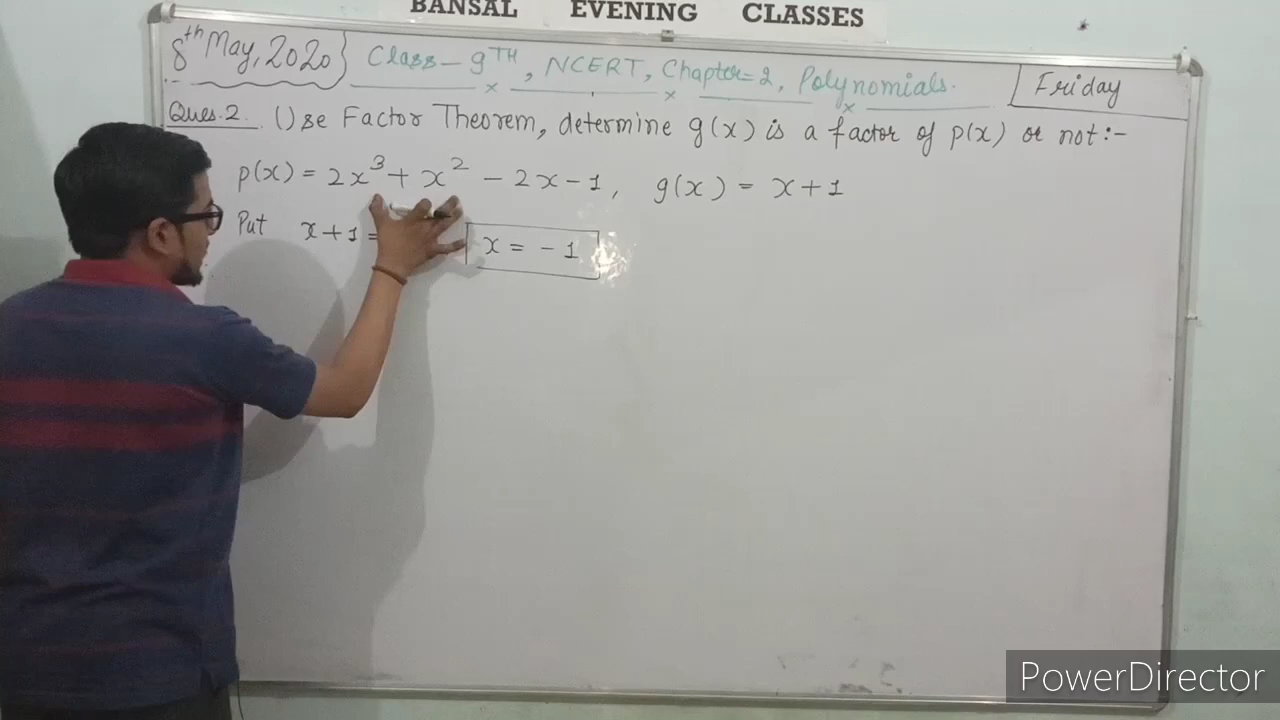 BANSAL EVENING CLASSES
8th May, 2020 } Class - 9TH, NCERT, Chapter = 2, Polynomials. Friday
Ques. 2. Use Factor Theorem, determine g(x) is a factor of p(x) or not :-
p(x) = 2x³ + x² - 2x - 1, g(x) = x + 1
Put x + 1 = x = - 1
PowerDirector